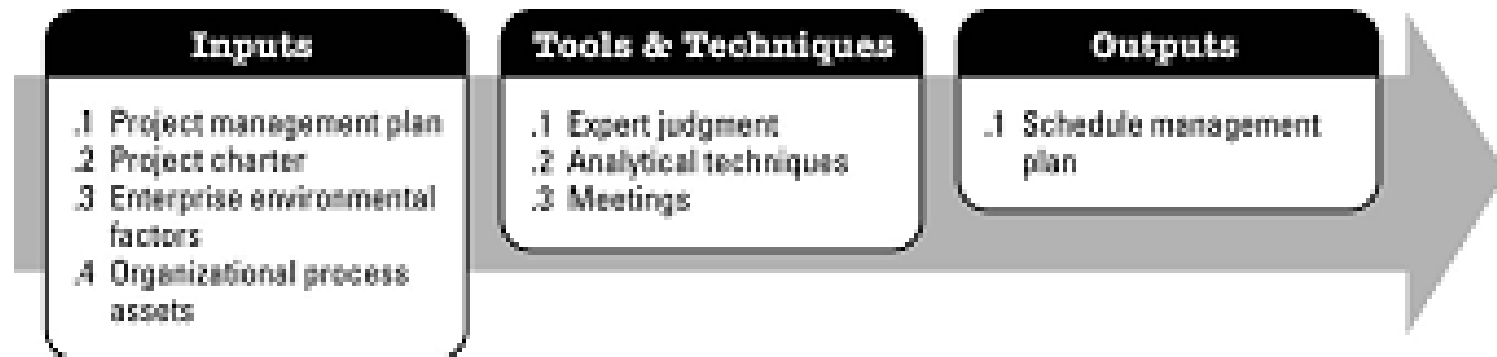 Inputs
.1 Project management plan
.2 Project charter
.3 Enterprise environmental
factors
.4 Organizational process
assets
Tools & Techniques
.1 Expert judgment
.2 Analytical techniques
.3 Meetings
Outputs
.1 Schedule management
plan